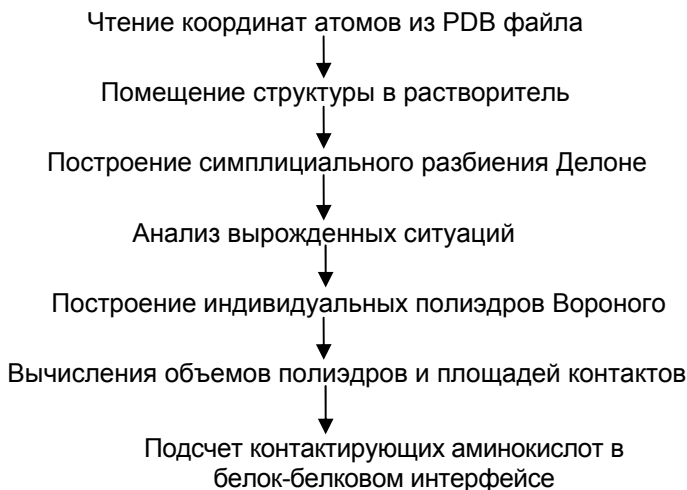 Чтение координат атомов из PDB файла
Помещение структуры в растворитель
Построение симплициального разбиения Делоне
Анализ вырожденных ситуаций
Построение индивидуальных полиэдров Вороного
Вычисления объемов полиэдров и площадей контактов
Подсчет контактирующих аминокислот в
белок-белковом интерфейсе